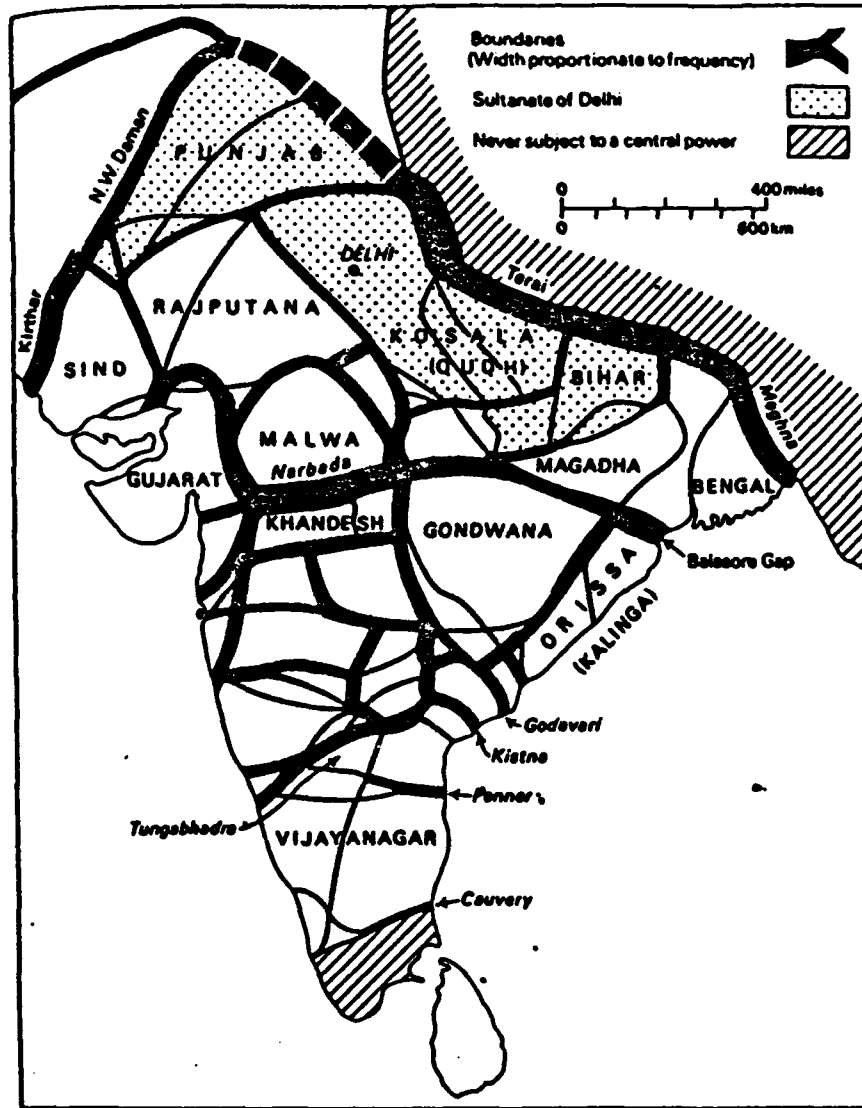 Boundaries
(Width proportionate to frequency)
Sultanate of Delhi
Never subject to a central power
0 400 miles
0 600 km
N.W. Daman
PUNJAB
DELHI
Terai
RAJPUTANA
KOSALA
(OUDH)
Kirthar
SIND
BIHAR
Meghna
MALWA
Narbada
MAGADHA
GUJARAT
BENGAL
KHANDESH
GONDWANA
Balasore Gap
ORISSA
(KALINGA)
Godavari
Kistna
Penner
Tungabhadra
VIJAYANAGAR
Cauvery